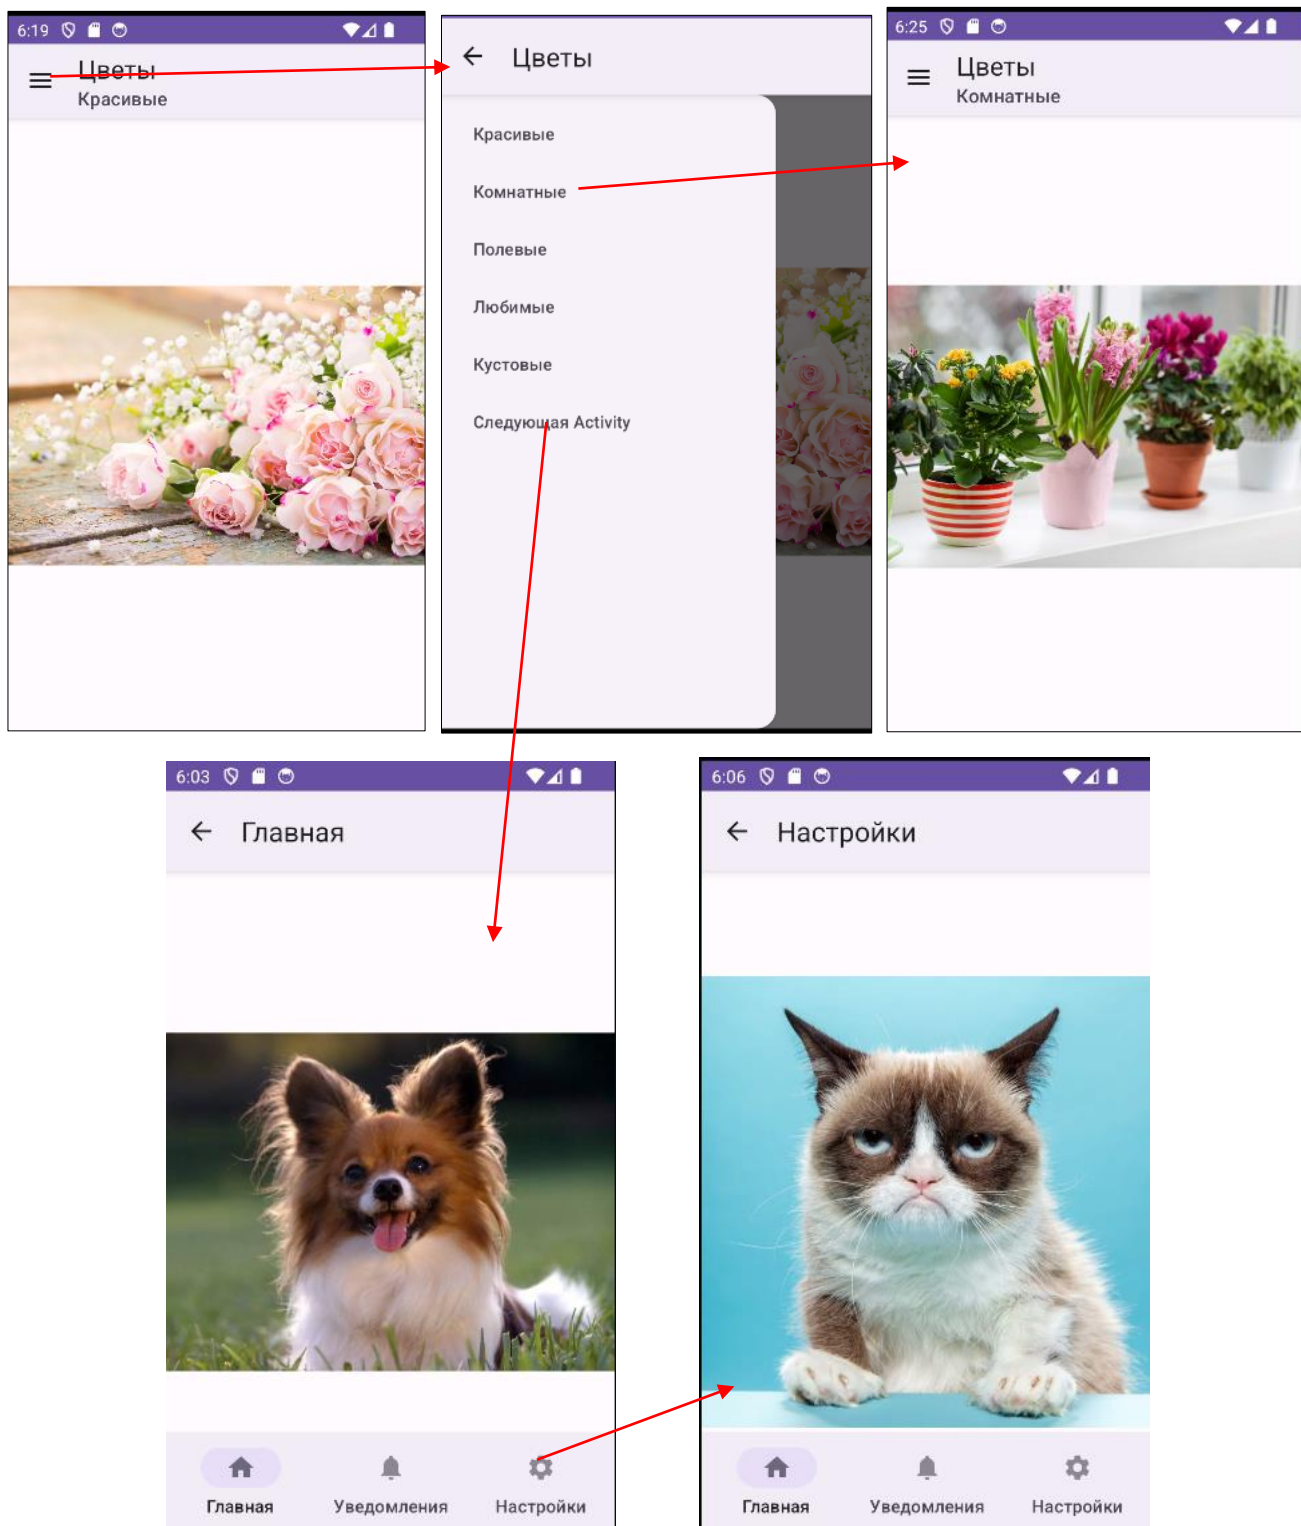 6:19
Цветы
Красивые
Цветы
Красивые
Комнатные
Полевые
Любимые
Кустовые
Следующая Activity
6:25
Цветы
Комнатные
6:03
Главная
Главная Уведомления Настройки
6:06
Настройки
Главная Уведомления Настройки